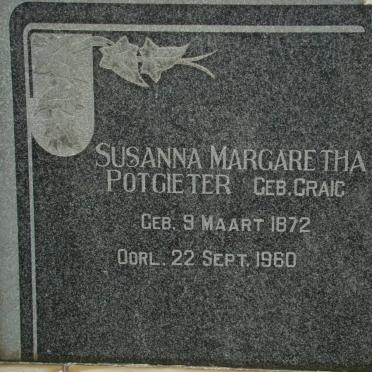 SUSANNA MARGARETHA
POTGIETER GEB. CRAIG
GEB. 9 MAART 1872
OORL. 22 SEPT. 1960